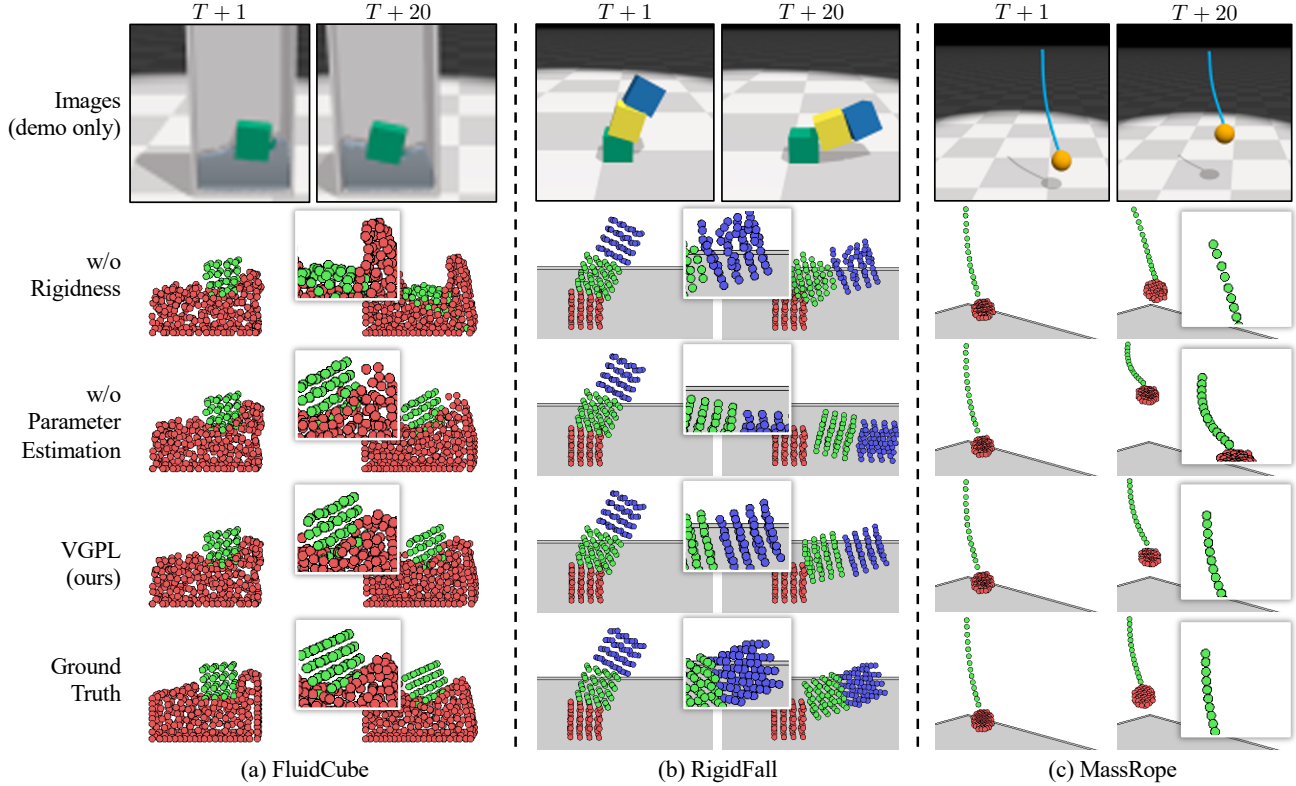 T + 1
T + 20
T + 1
T + 20
T + 1
T + 20
Images
(demo only)
w/o
Rigidness
w/o
Parameter
Estimation
VGPL
(ours)
Ground
Truth
(a) FluidCube
(b) RigidFall
(c) MassRope